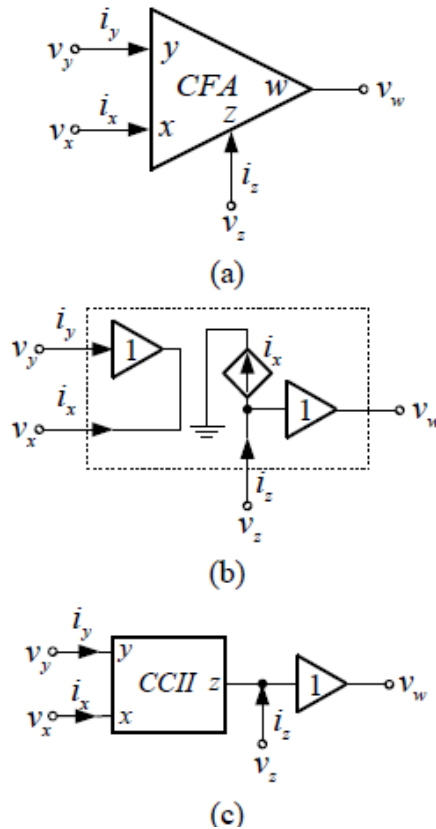 i_y
v_y y
CFA w v_w
i_x
v_x x z
i_z
v_z
(a)
i_y
v_y 1 i_x
i_x
v_x 1 v_w
i_z
v_z
(b)
i_y
v_y y
CCII z 1 v_w
i_x
v_x x i_z
v_z
(c)